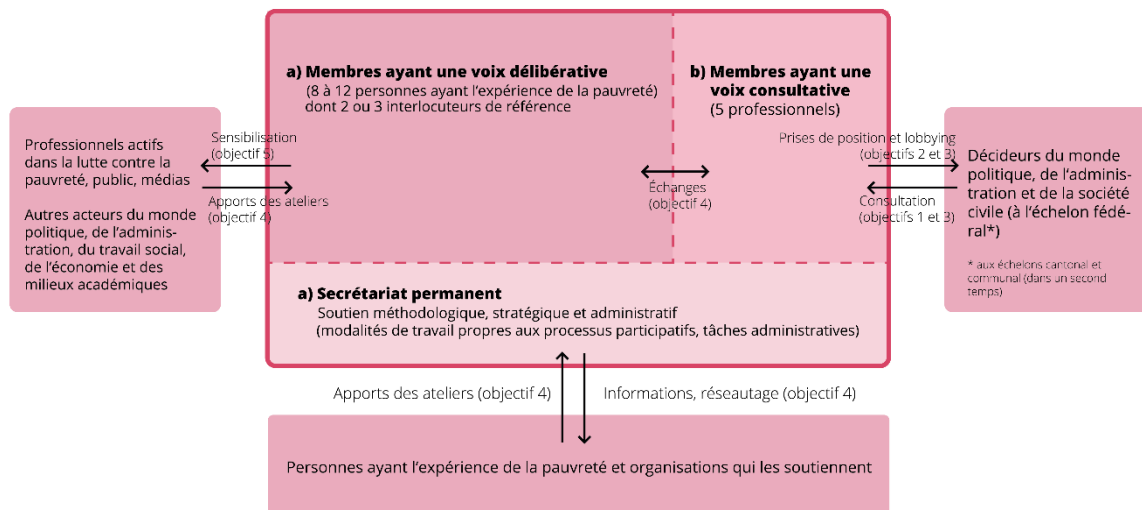 a) Membres ayant une voix délibérative
(8 à 12 personnes ayant l'expérience de la pauvreté)
dont 2 ou 3 interlocuteurs de référence
b) Membres ayant une
voix consultative
(5 professionnels)
Professionnels actifs
dans la lutte contre la
pauvreté, public, médias
Autres acteurs du monde
politique, de l'adminis-
tration, du travail social,
de l'économie et des
milieux académiques
Sensibilisation
(objectif 5)
Apports des ateliers
(objectif 4)
Échanges
(objectif 4)
Prises de position et lobbying
(objectifs 2 et 3)
Consultation
(objectifs 1 et 3)
Décideurs du monde
politique, de l'adminis-
tration et de la société
civile (à l'échelon fédé-
ral*)
* aux échelons cantonal et
communal (dans un second
temps)
a) Secrétariat permanent
Soutien méthodologique, stratégique et administratif
(modalités de travail propres aux processus participatifs, tâches administratives)
Apports des ateliers (objectif 4)
Informations, réseautage (objectif 4)
Personnes ayant l'expérience de la pauvreté et organisations qui les soutiennent